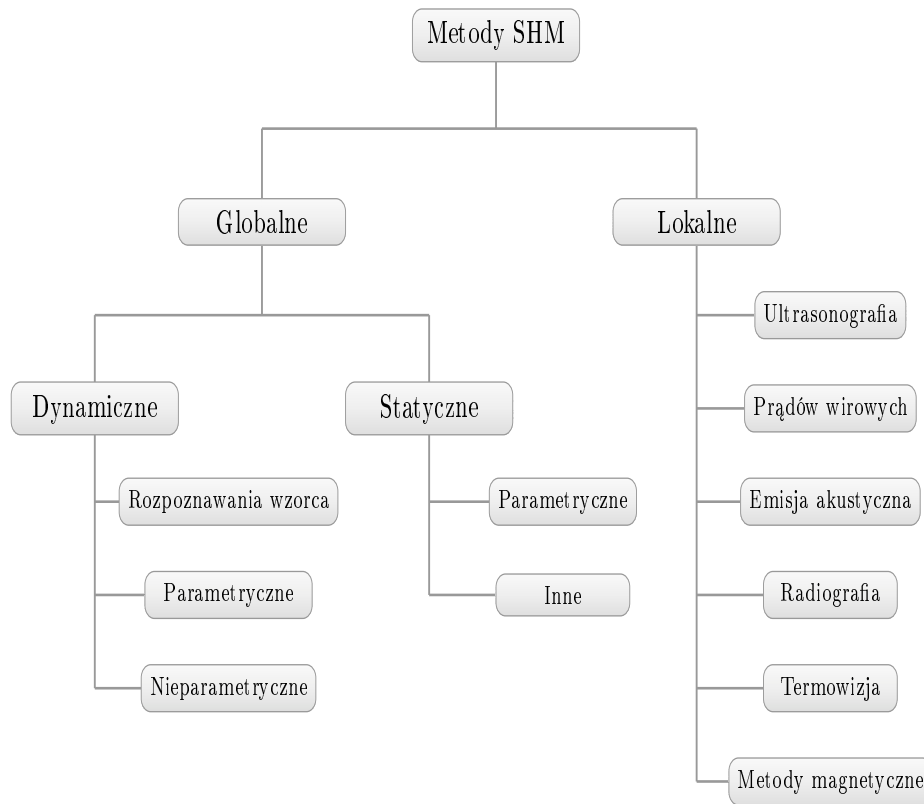 Metody SHM
Globalne
Lokalne
Ultrasonografia
Dynamiczne
Statyczne
Prądów wirowych
Rozpoznawania wzorca
Parametryczne
Emisja akustyczna
Parametryczne
Inne
Radiografia
Nieparametryczne
Termowizja
Metody magnetyczne